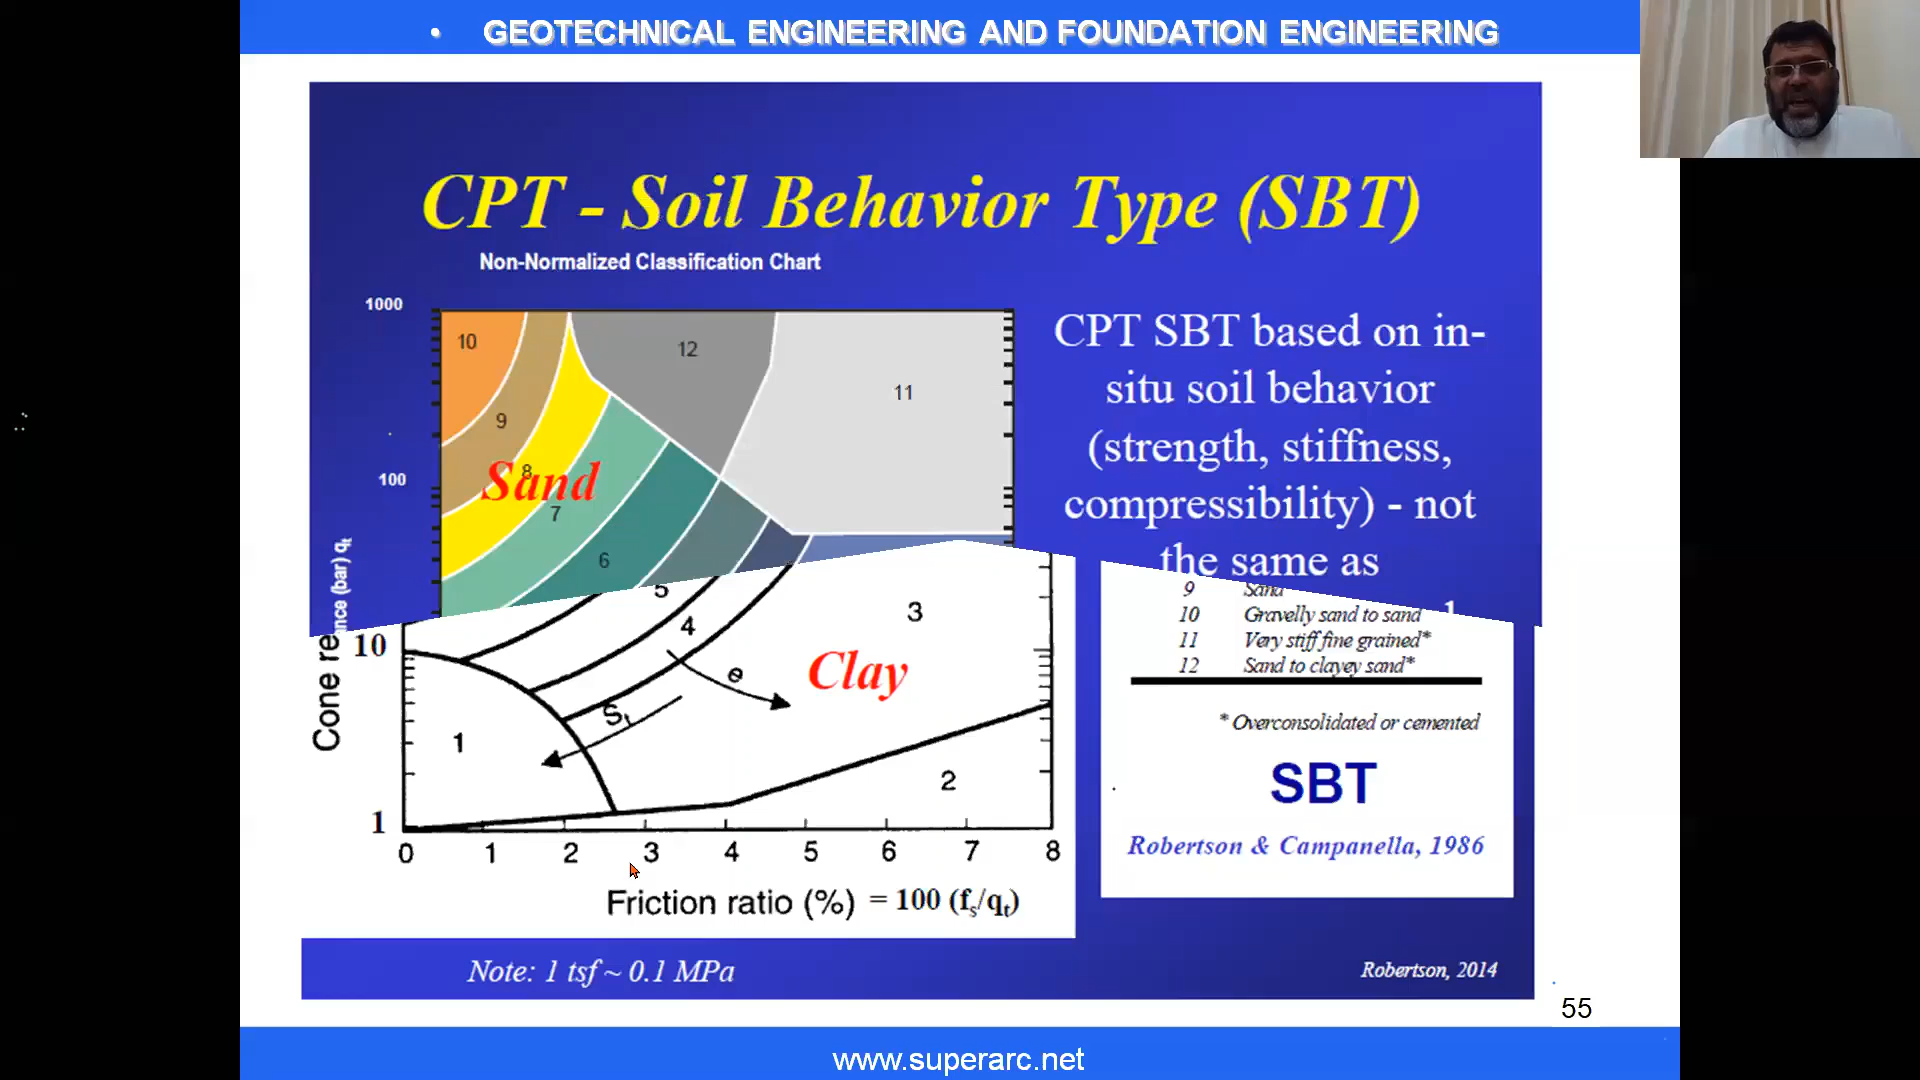 • GEOTECHNICAL ENGINEERING AND FOUNDATION ENGINEERING
CPT - Soil Behavior Type (SBT)
Non-Normalized Classification Chart
1000
100
10
1
10
9
8
7
6
12
11
5
4
3
2
1
Sand
Clay
e
St
Cone re
nce (bar) qt
0 1 2 3 4 5 6 7 8
Friction ratio (%) = 100 (fs/qt)
CPT SBT based on in-
situ soil behavior
(strength, stiffness,
compressibility) - not
the same as
9 Sand
10 Gravelly sand to sand
11 Very stiff fine grained*
12 Sand to clayey sand*
* Overconsolidated or cemented
SBT
Robertson & Campanella, 1986
Note: 1 tsf ~ 0.1 MPa
Robertson, 2014
55
www.superarc.net